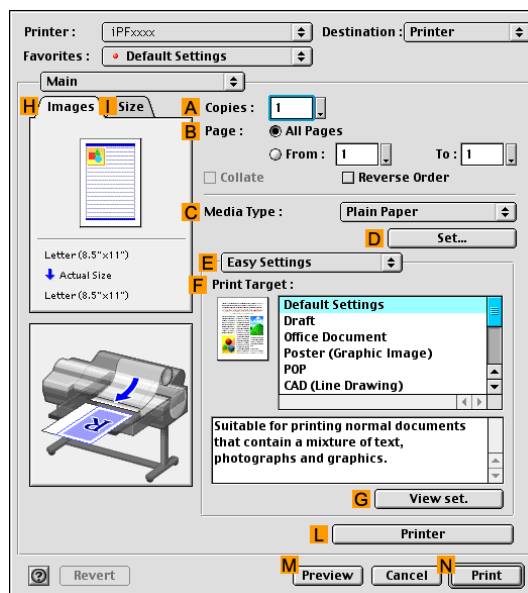 Printer : iPFxxxx Destination : Printer
Favorites : Default Settings
Main
H Images I Size
A Copies : 1
B Page : All Pages
From : 1 To : 1
Collate Reverse Order
C Media Type : Plain Paper
D Set...
Letter (8.5"x11")
Actual Size
Letter (8.5"x11")
E Easy Settings
F Print Target :
Default Settings
Draft
Office Document
Poster (Graphic Image)
POP
CAD (Line Drawing)
R
Suitable for printing normal documents
that contain a mixture of text,
photographs and graphics.
G View set.
L Printer
? Revert M Preview Cancel N Print